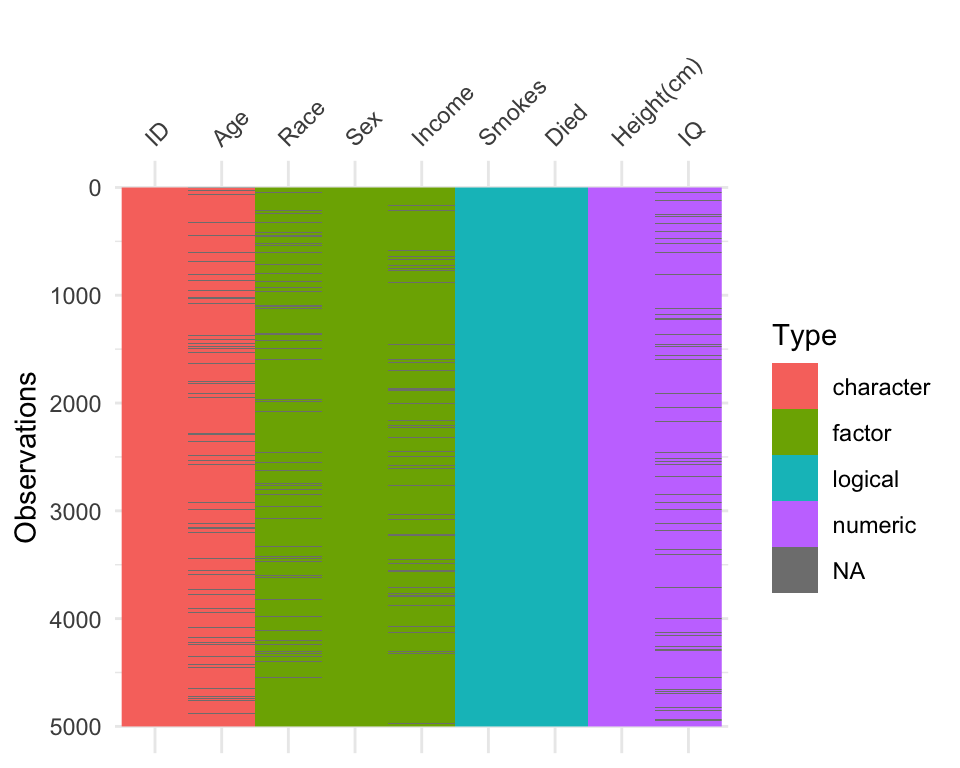 ID
Age
Race
Sex
Income
Smokes
Died
Height(cm)
IQ
0
1000
2000
3000
4000
5000
Observations
Type
character
factor
logical
numeric
NA